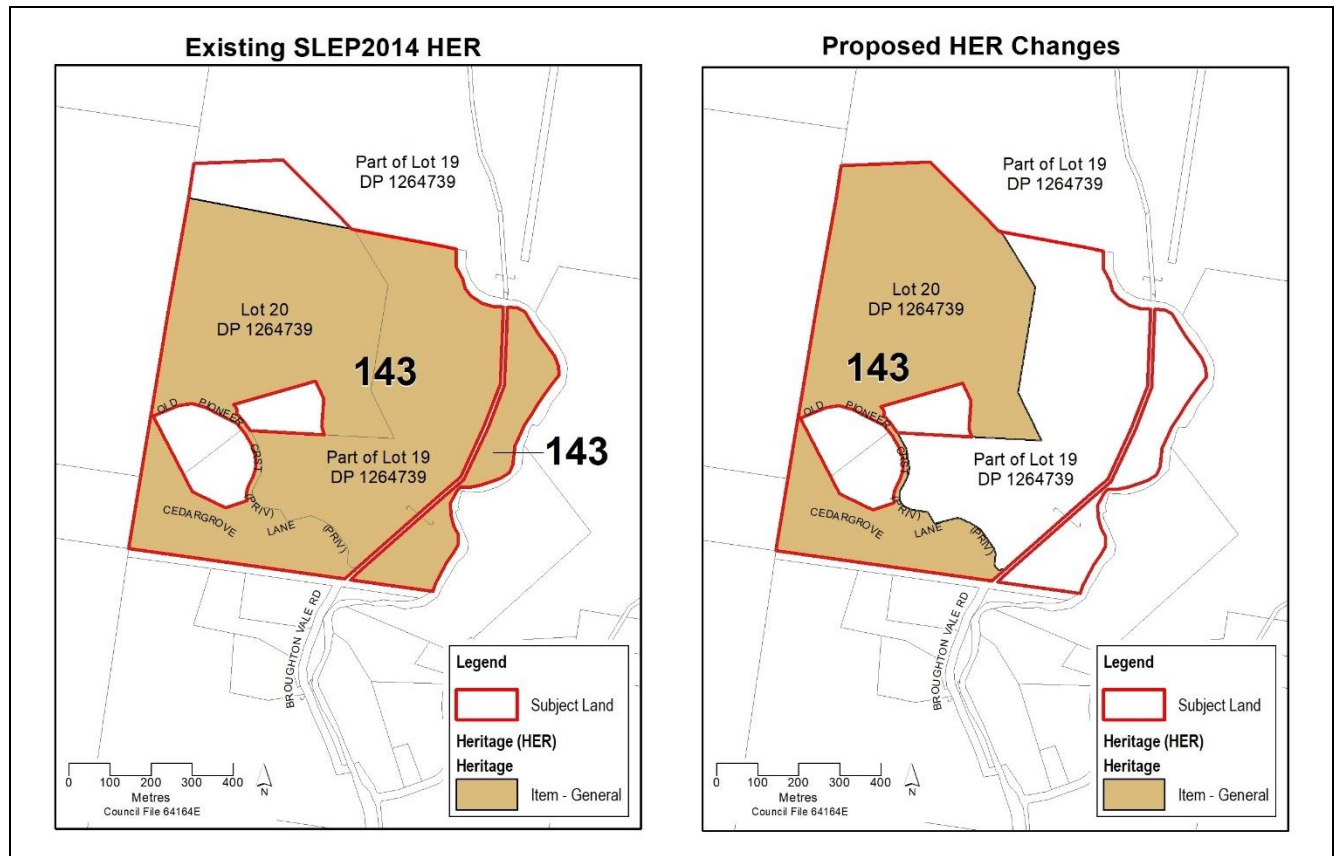 Existing SLEP2014 HER
Part of Lot 19
DP 1264739
Lot 20
DP 1264739
143
OLD PIONEER CRST (PRIV)
Part of Lot 19
DP 1264739
143
CEDARGROVE LANE (PRIV)
BROUGHTON VALE RD
0 100 200 300 400
Metres
Council File 64164E
N
Legend
Subject Land
Heritage (HER)
Heritage
Item - General
Proposed HER Changes
Part of Lot 19
DP 1264739
Lot 20
DP 1264739
143
OLD PIONEER CRST (PRIV)
Part of Lot 19
DP 1264739
CEDARGROVE LANE (PRIV)
BROUGHTON VALE RD
0 100 200 300 400
Metres
Council File 64164E
N
Legend
Subject Land
Heritage (HER)
Heritage
Item - General